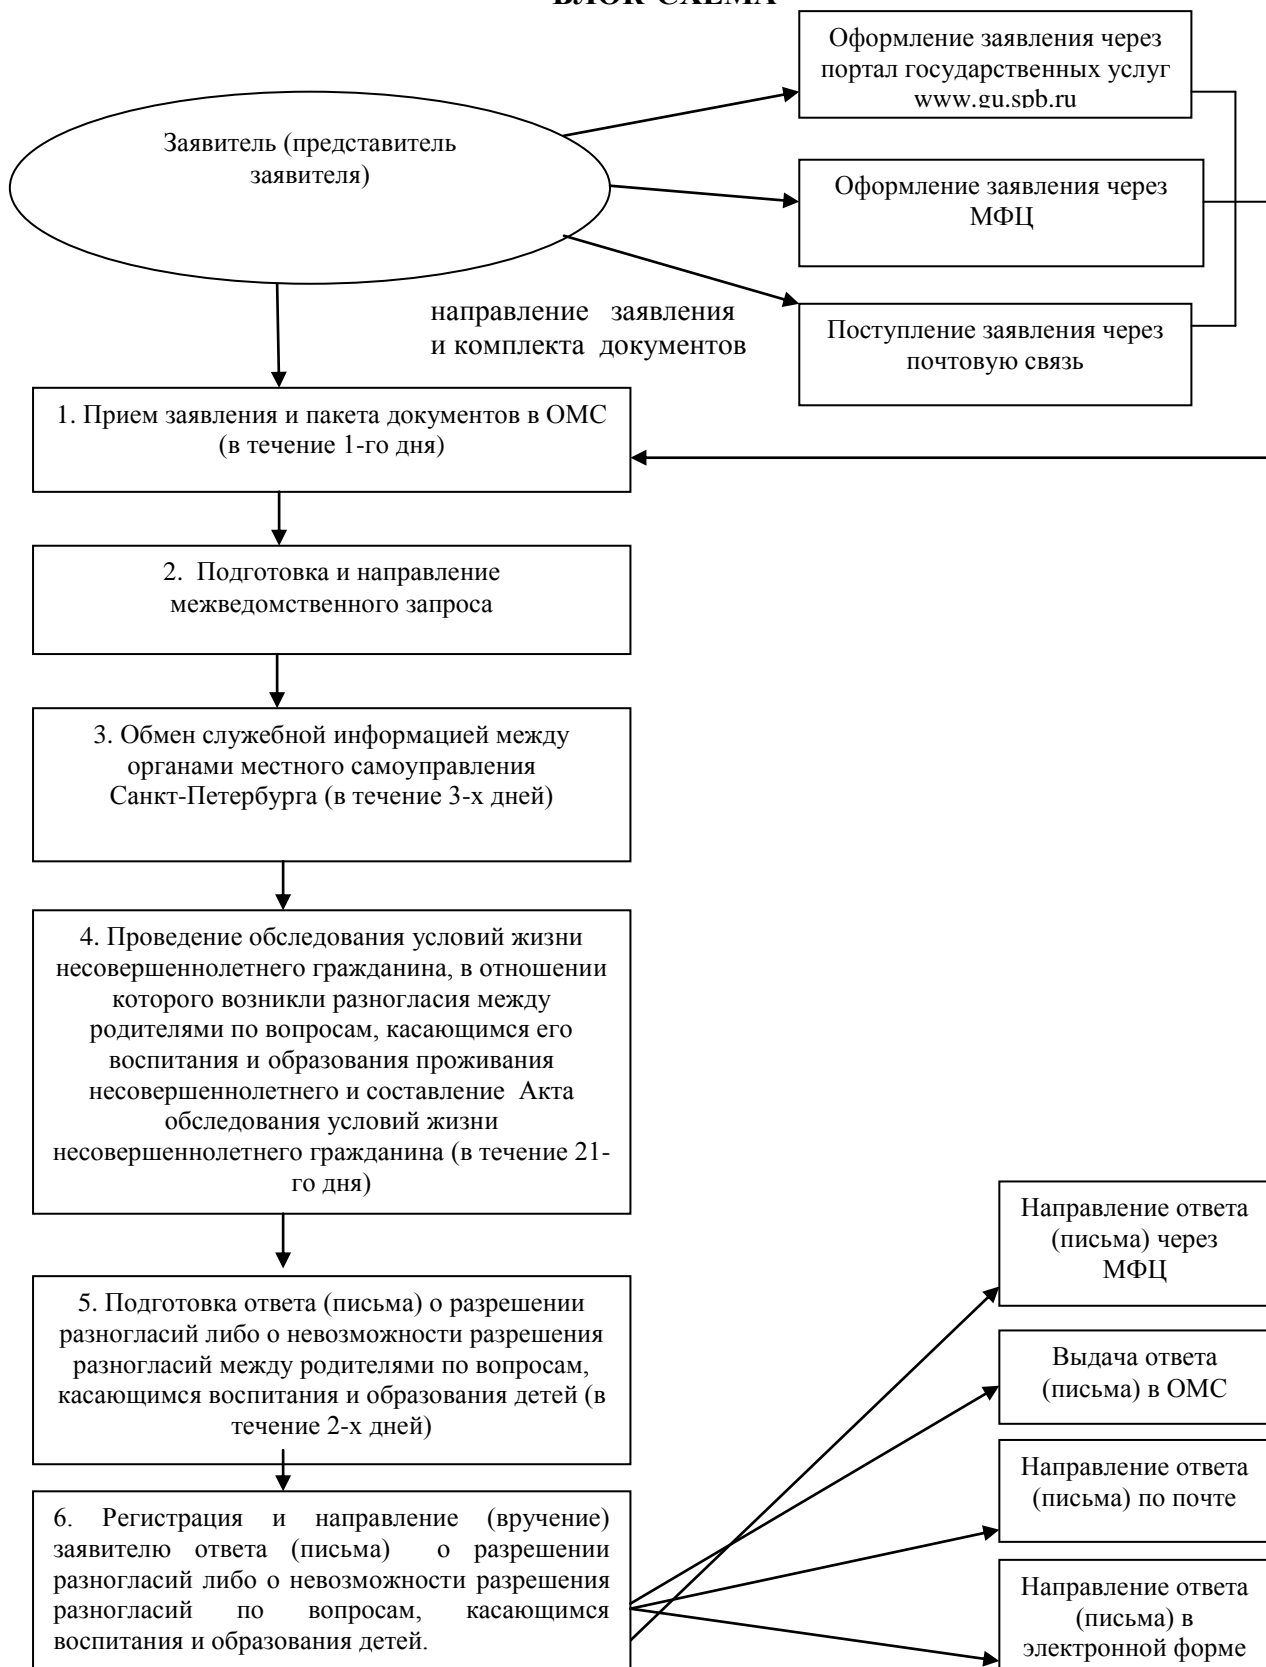 БЛОК-СХЕМА
Оформление заявления через
портал государственных услуг
www.gu.spb.ru
Заявитель (представитель
заявителя)
Оформление заявления через
МФЦ
направление заявления
и комплекта документов
Поступление заявления через
почтовую связь
1. Прием заявления и пакета документов в ОМС
(в течение 1-го дня)
2. Подготовка и направление
межведомственного запроса
3. Обмен служебной информацией между
органами местного самоуправления
Санкт-Петербурга (в течение 3-х дней)
4. Проведение обследования условий жизни
несовершеннолетнего гражданина, в отношении
которого возникли разногласия между
родителями по вопросам, касающимся его
воспитания и образования проживания
несовершеннолетнего и составление Акта
обследования условий жизни
несовершеннолетнего гражданина (в течение 21-
го дня)
5. Подготовка ответа (письма) о разрешении
разногласий либо о невозможности разрешения
разногласий между родителями по вопросам,
касающимся воспитания и образования детей (в
течение 2-х дней)
6. Регистрация и направление (вручение)
заявителю ответа (письма) о разрешении
разногласий либо о невозможности разрешения
разногласий по вопросам, касающимся
воспитания и образования детей.
Направление ответа
(письма) через
МФЦ
Выдача ответа
(письма) в ОМС
Направление ответа
(письма) по почте
Направление ответа
(письма) в
электронной форме